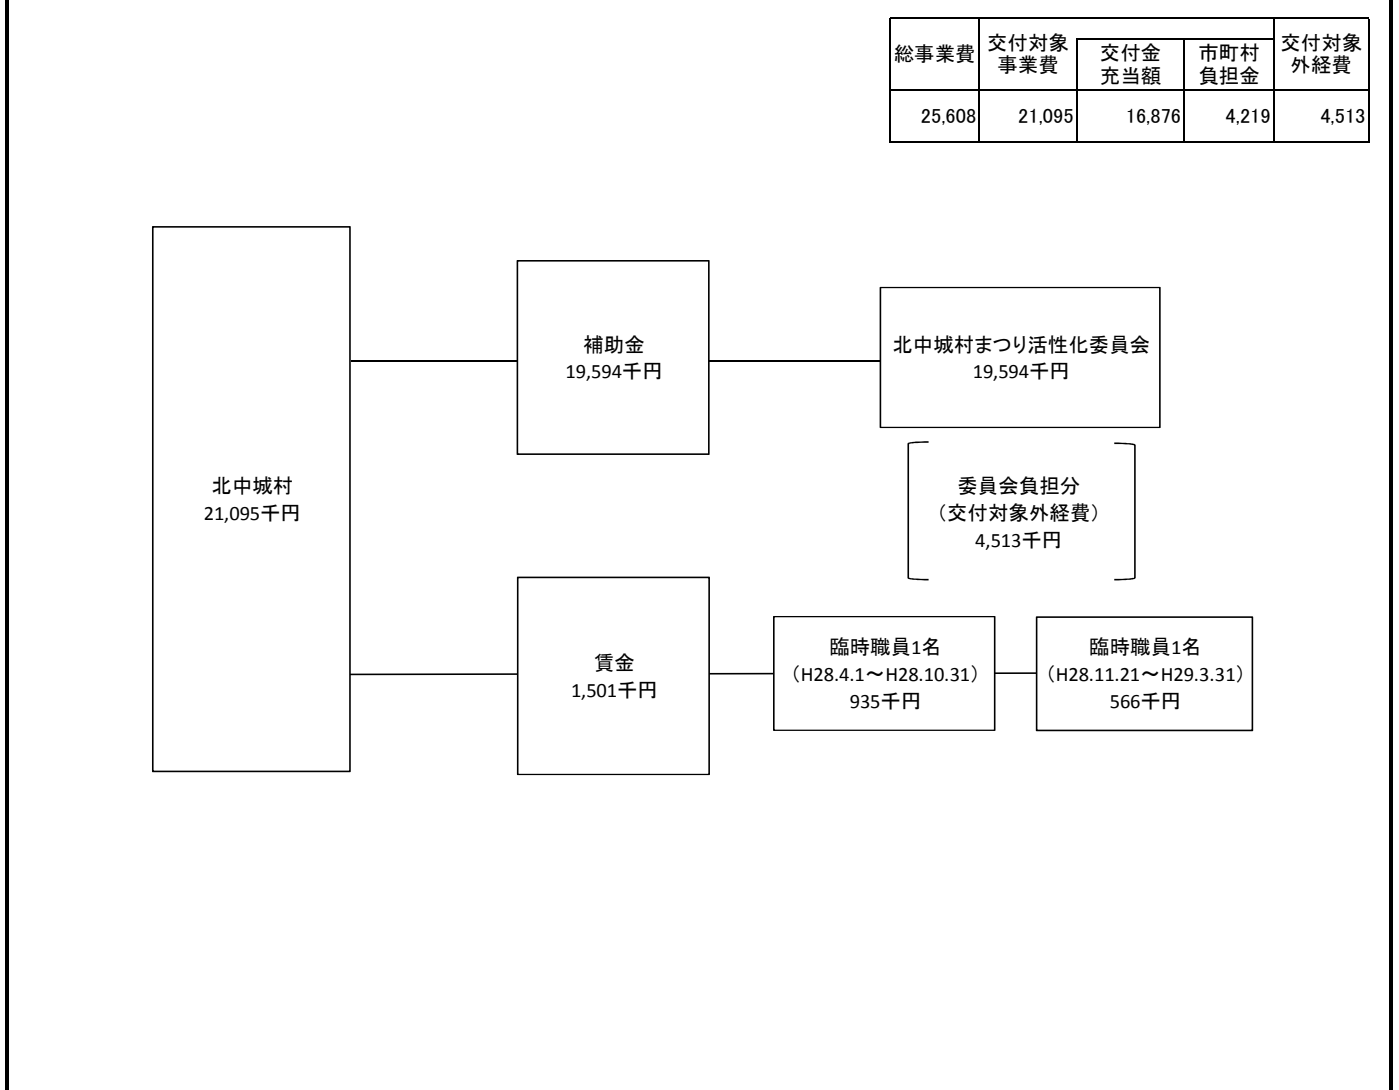 総事業費
交付対象
事業費
交付金
充当額
市町村
負担金
交付対象
外経費
25,608
21,095
16,876
4,219
4,513
北中城村
21,095千円
補助金
19,594千円
北中城村まつり活性化委員会
19,594千円
委員会負担分
（交付対象外経費）
4,513千円
賃金
1,501千円
臨時職員1名
（H28.4.1～H28.10.31）
935千円
臨時職員1名
（H28.11.21～H29.3.31）
566千円